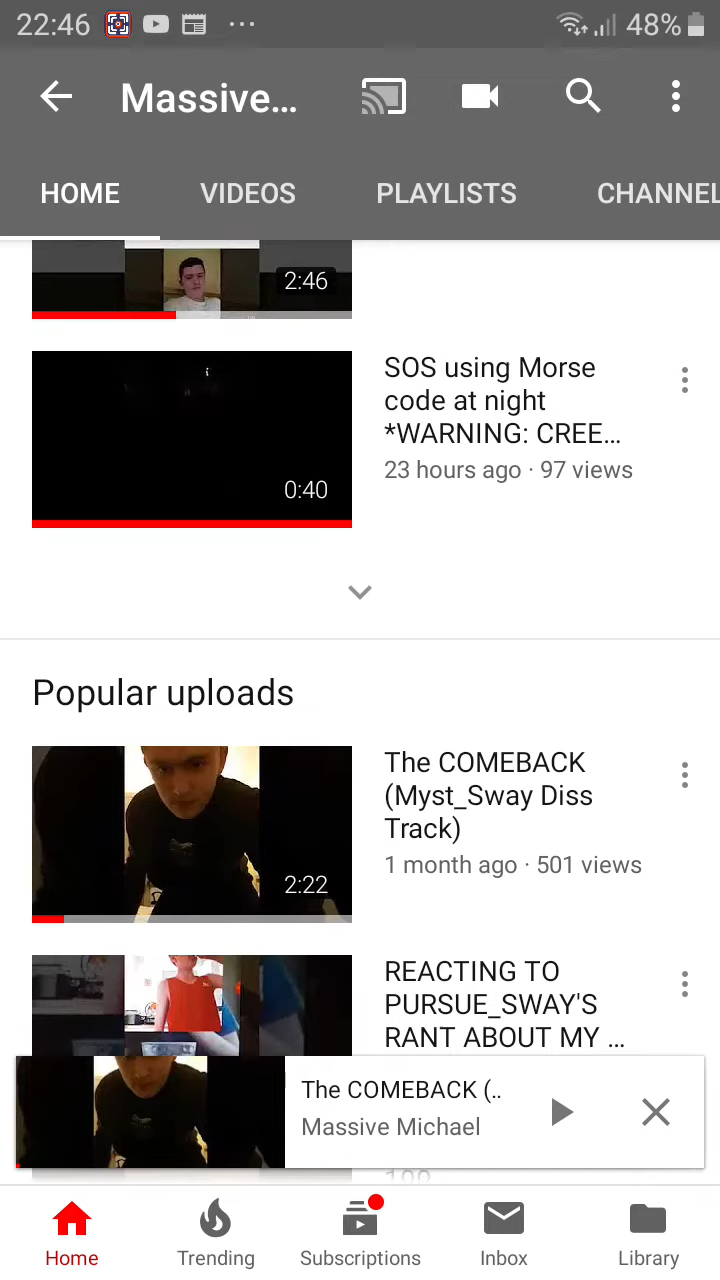 22:46 ... 48%
Massive...
HOME VIDEOS PLAYLISTS CHANNEL
2:46
SOS using Morse
code at night
*WARNING: CREE...
23 hours ago · 97 views
0:40
Popular uploads
The COMEBACK
(Myst_Sway Diss
Track)
1 month ago · 501 views
2:22
REACTING TO
PURSUE_SWAY'S
RANT ABOUT MY ...
The COMEBACK (..
Massive Michael
Home Trending Subscriptions Inbox Library